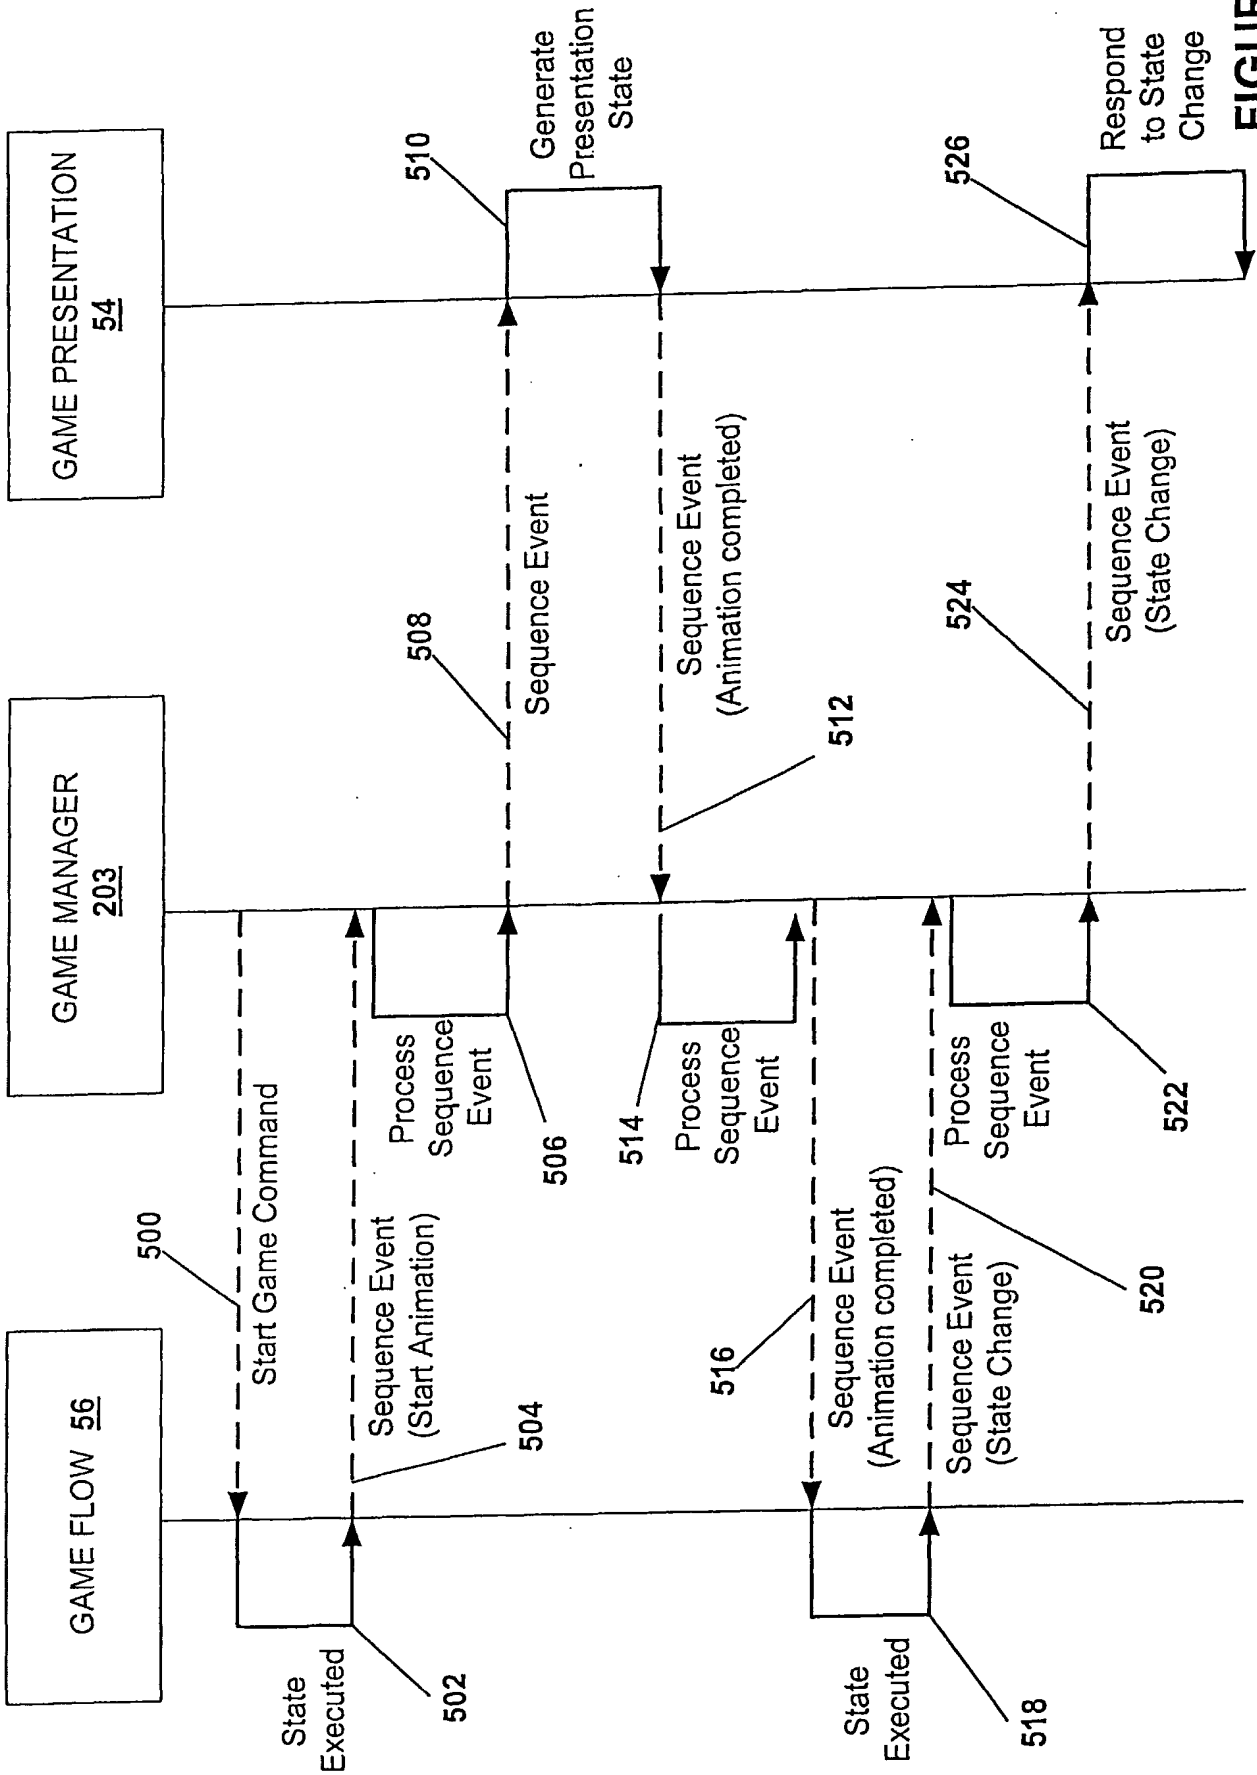 GAME FLOW 56
GAME MANAGER
203
GAME PRESENTATION
54
500
Start Game Command
State
Executed
502
Sequence Event
(Start Animation)
504
Process
Sequence
Event
506
508
Sequence Event
510
Generate
Presentation
State
Sequence Event
(Animation completed)
512
514
Process
Sequence
Event
516
Sequence Event
(Animation completed)
State
Executed
518
Sequence Event
(State Change)
520
Process
Sequence
Event
522
524
Sequence Event
(State Change)
526
Respond
to State
Change